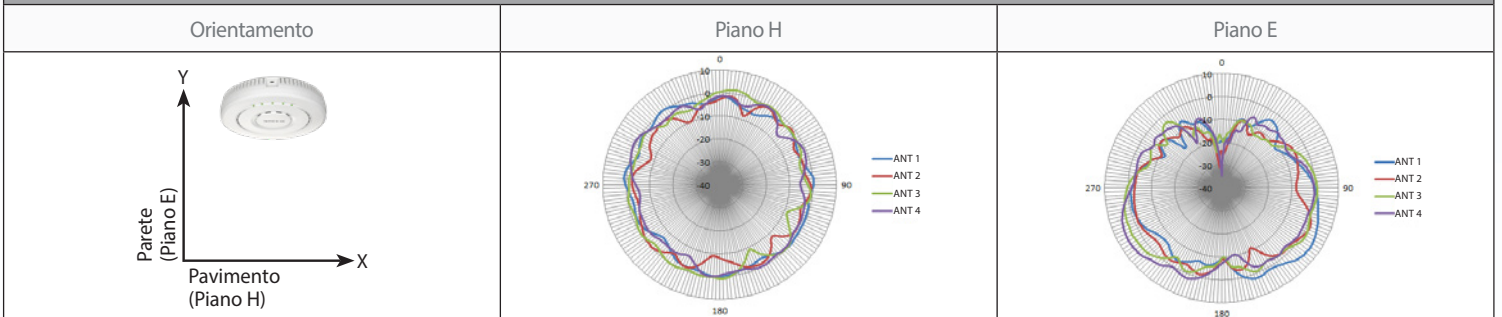 Orientamento
Piano H
Piano E
Y
Parete
(Piano E)
X
Pavimento
(Piano H)
0
10
0
-10
-20
-30
-40
270
90
180
ANT 1
ANT 2
ANT 3
ANT 4
0
10
-10
-20
-30
-40
270
90
180
ANT 1
ANT 2
ANT 3
ANT 4